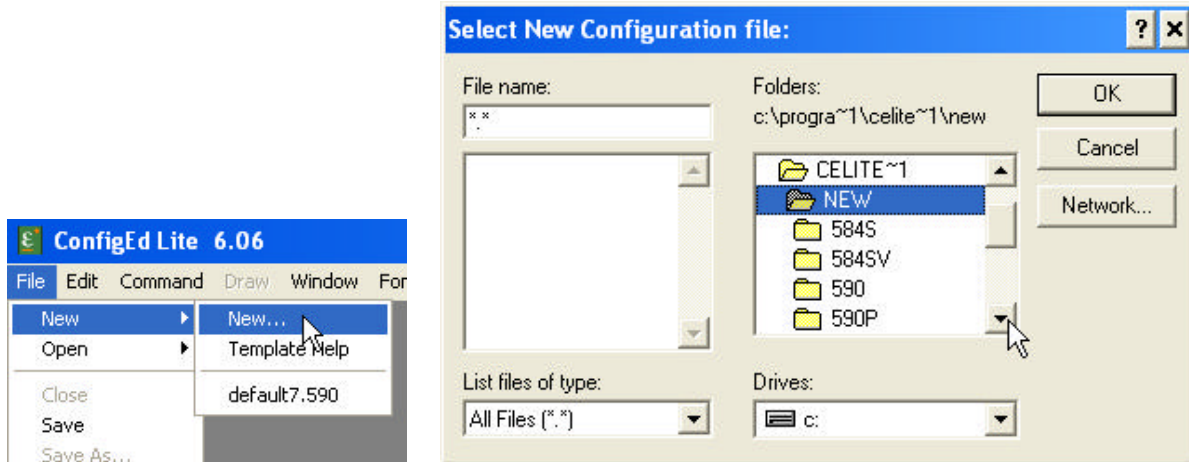 ConfigEd Lite 6.06
File Edit Command Draw Window For
New
New...
Open
Template Help
Close
default7.590
Save
Save As...
Select New Configuration file:
File name:
*.*
Folders:
c:\progra~1\celite~1\new
OK
Cancel
Network...
CELITE~1
NEW
584S
584SV
590
590P
List files of type:
All Files (*.*)
Drives:
c: